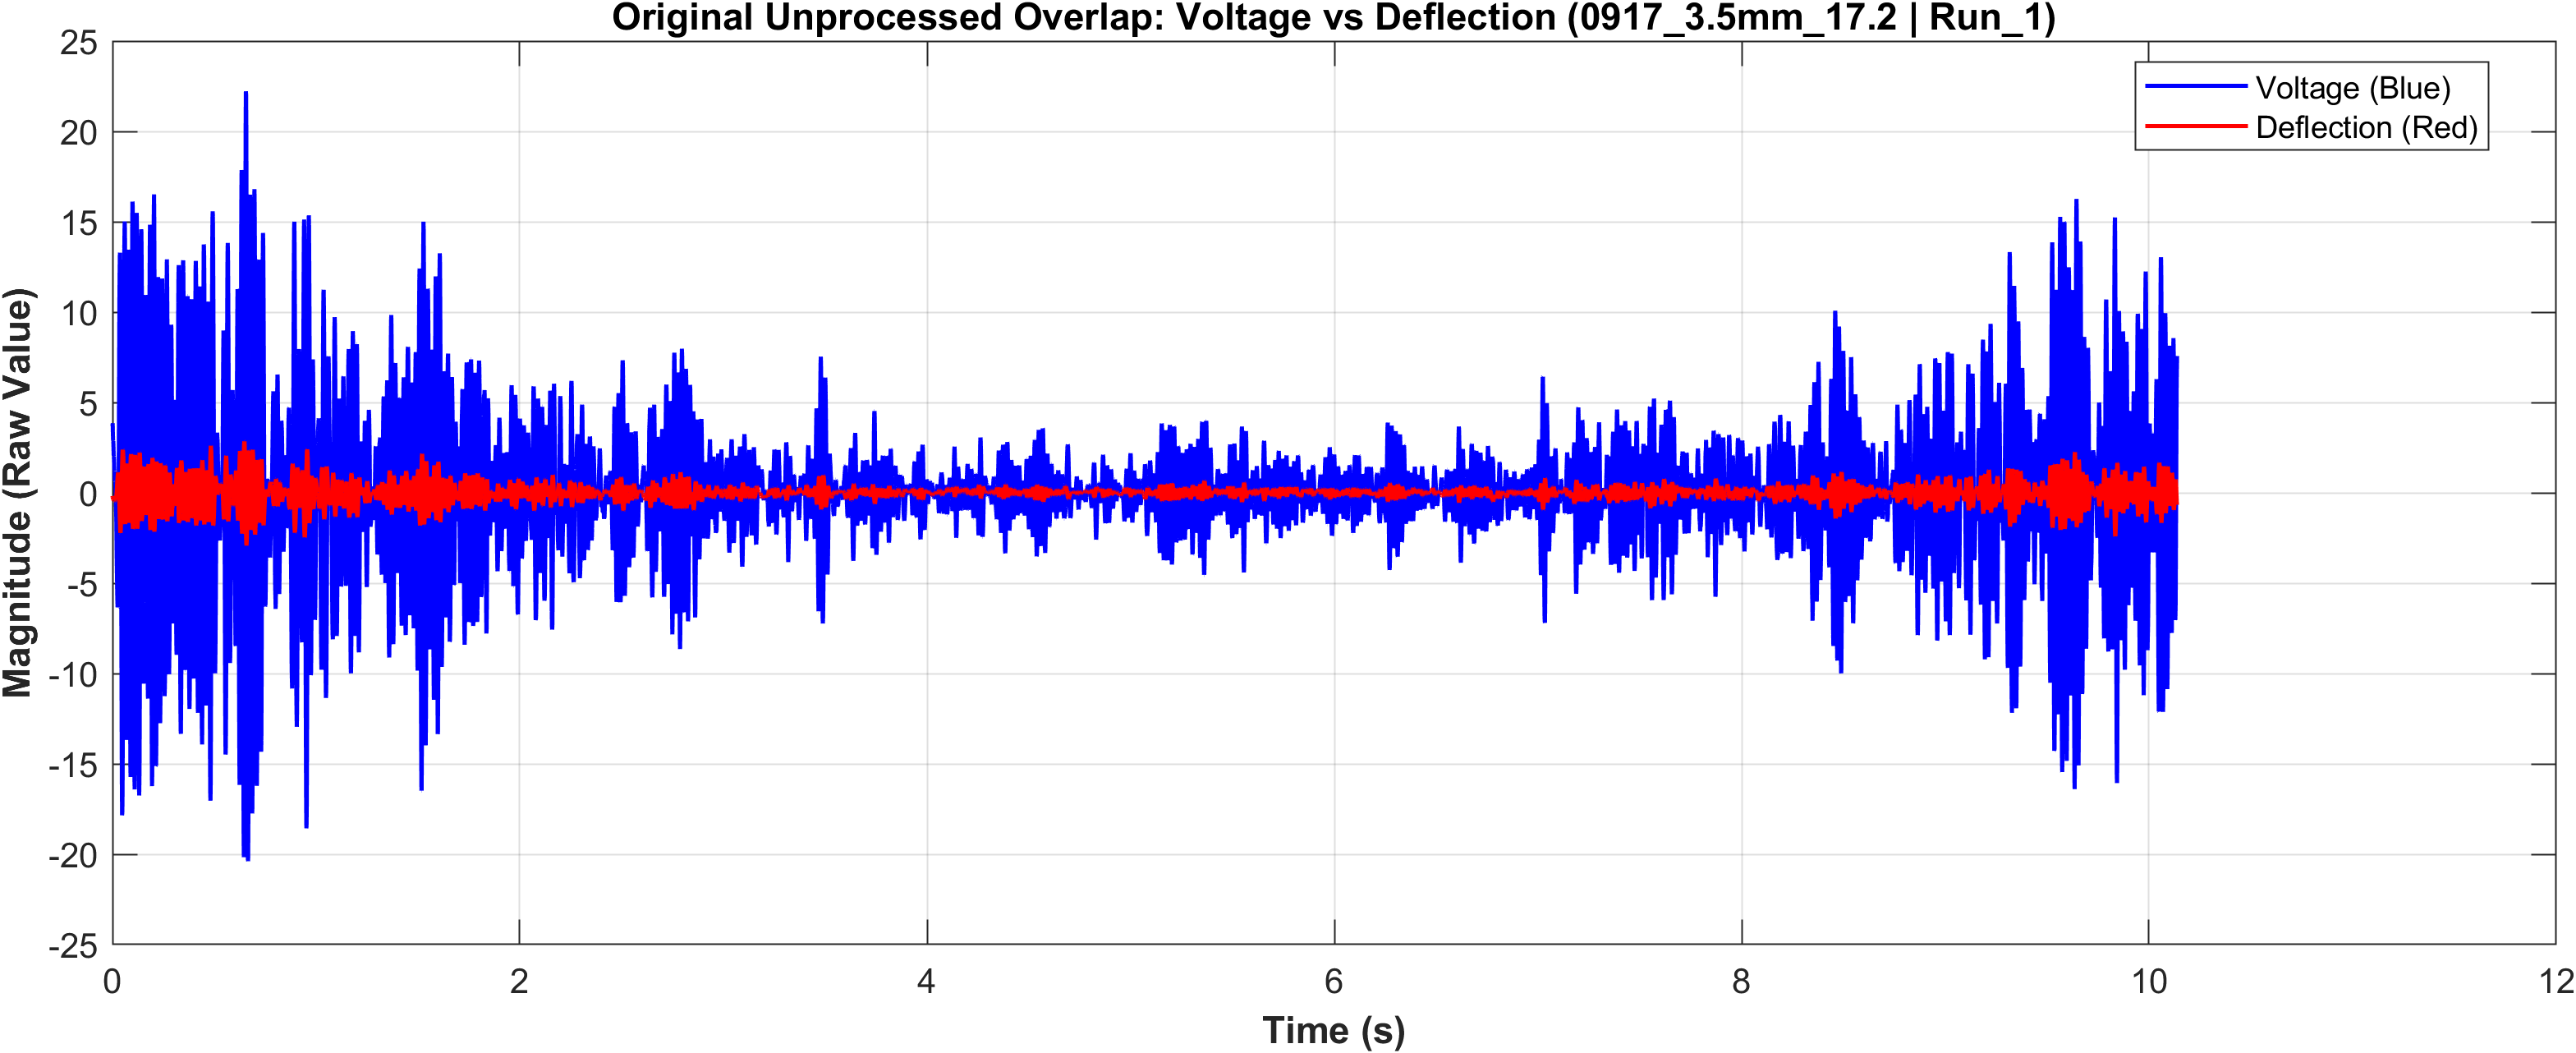 Original Unprocessed Overlap: Voltage vs Deflection (0917_3.5mm_17.2 | Run_1)
Voltage (Blue)
Deflection (Red)
Magnitude (Raw Value)
25
20
15
10
5
0
-5
-10
-15
-20
-25
0 2 4 6 8 10 12
Time (s)